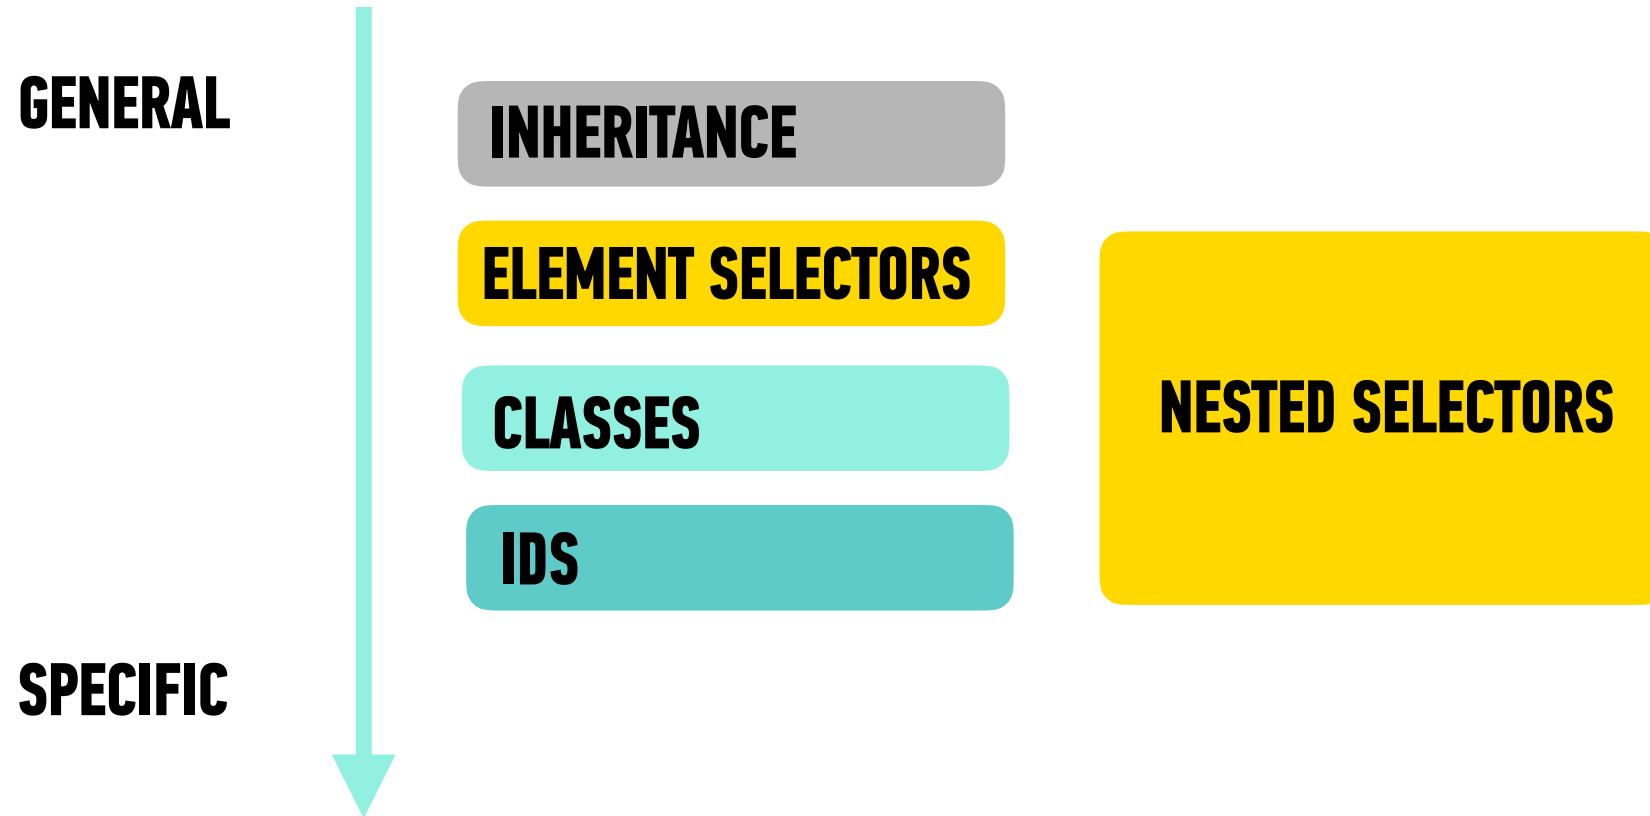 GENERAL
INHERITANCE
ELEMENT SELECTORS
CLASSES
NESTED SELECTORS
IDS
SPECIFIC